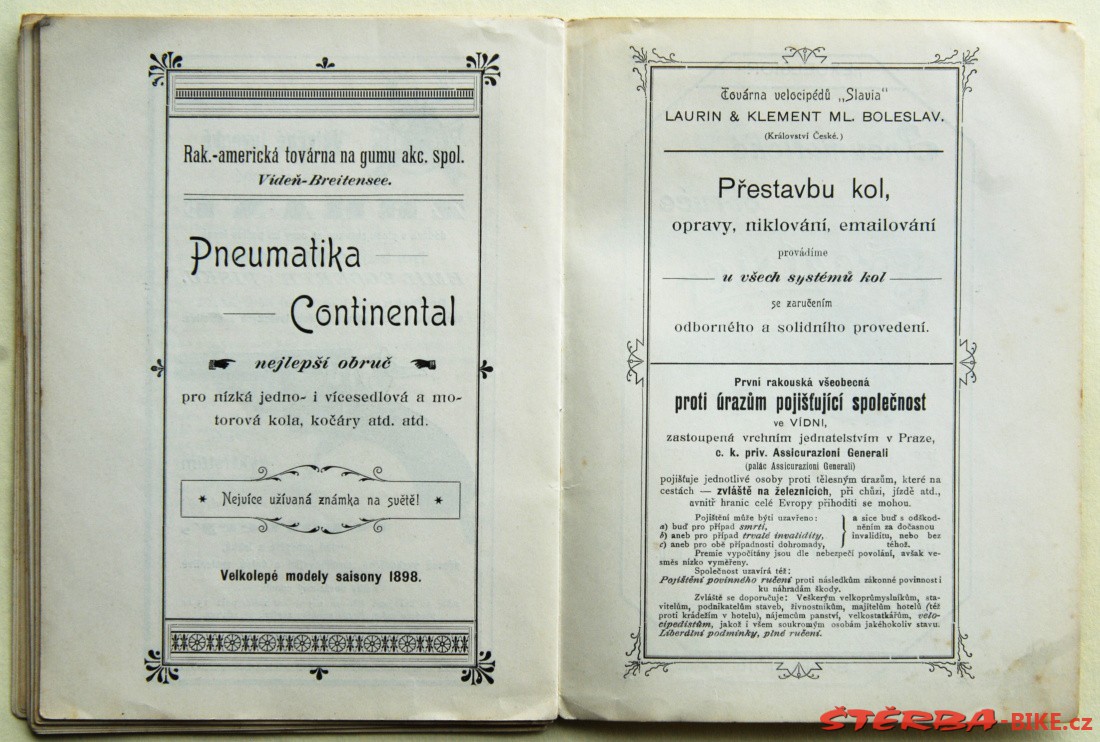 Rak.-americká továrna na gumu akc. spol.
Vídeň-Breitensee.
Pneumatika
Continental
nejlepší obruč
pro nízká jedno- i vícesedlová a mo-
torová kola, kočáry atd. atd.
* Nejvíce užívaná známka na světě! *
Velkolepé modely saisony 1898.
Továrna velocipédů „Slavia"
LAURIN & KLEMENT ML. BOLESLAV.
(Království České.)
Přestavbu kol,
opravy, niklování, emailování
provádíme
u všech systémů kol
se zaručením
odborného a solidního provedení.
První rakouská všeobecná
proti úrazům pojišťující společnost
ve VÍDNI,
zastoupená vrchním jednatelstvím v Praze,
c. k. priv. Assicurazioni Generali
(palác Assicurazioni Generali)
pojišťuje jednotlivé osoby proti tělesným úrazům, které na
cestách — zvláště na železnicích, při chůzi, jízdě atd.,
avnitř hranic celé Evropy přihoditi se mohou.
Pojištění může býti uzavřeno:
a) buď pro případ smrti,
b) aneb pro případ trvalé invalidity,
c) aneb pro obě případnosti dohromady,
a sice buď s odškod-
něním za dočasnou
invaliditu, nebo bez
téhož.
Premie vypočítány jsou dle nebezpečí povolání, avšak ve-
směs nízko vyměřeny.
Společnost uzavírá též:
Pojištění povinného ručení proti následkům zákonné povinnosti
ku náhradám škody.
Zvláště se doporučuje: Veškerým velkoprůmyslníkům, sta-
vitelům, podnikatelům staveb, živnostníkům, majitelům hotelů (též
proti krádežím v hotelu), nájemcům panství, velkostatkářům, velo-
cipedistům, jakož i všem soukromým osobám jakéhokoliv stavu.
Liberální podmínky, plné ručení.
ŠTĚRBA-BIKE.cz